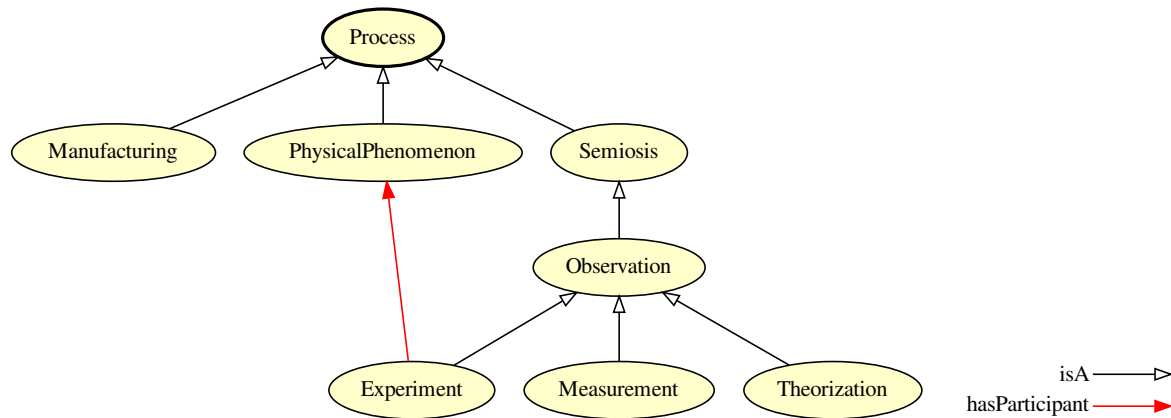 Process
Manufacturing
PhysicalPhenomenon
Semiosis
Observation
Experiment
Measurement
Theorization
isA
hasParticipant